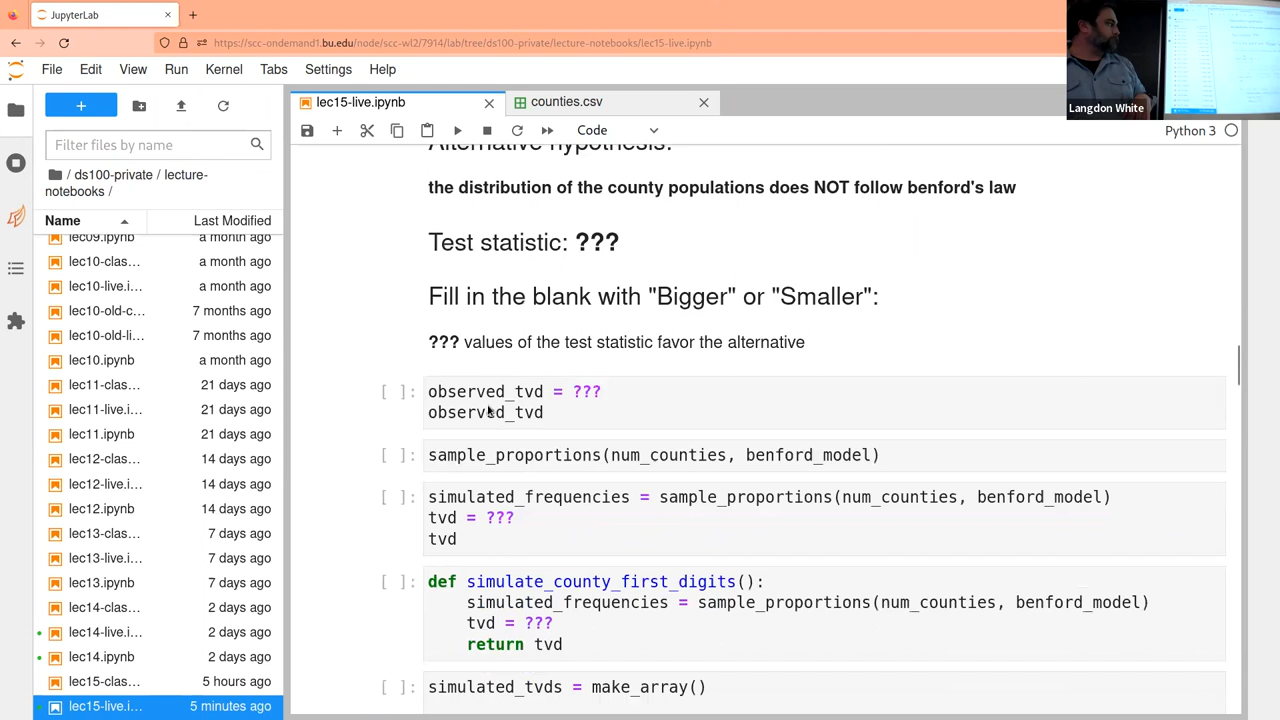 JupyterLab
https://scc-ondemand1.bu.edu/node/scc-wl2/7914/lab/tree/ds100-private/lecture-notebooks/lec15-live.ipynb
File Edit View Run Kernel Tabs Settings Help
Langdon White
lec15-live.ipynb
counties.csv
Code
Python 3
Filter files by name
/ ds100-private / lecture-
notebooks /
Name Last Modified
lec09.ipynb a month ago
lec10-clas… a month ago
lec10-live.i… a month ago
lec10-old-c… 7 months ago
lec10-old-li… 7 months ago
lec10.ipynb a month ago
lec11-clas… 21 days ago
lec11-live.i… 21 days ago
lec11.ipynb 21 days ago
lec12-clas… 14 days ago
lec12-live.i… 14 days ago
lec12.ipynb 14 days ago
lec13-clas… 7 days ago
lec13-live.i… 7 days ago
lec13.ipynb 7 days ago
lec14-clas… 2 days ago
lec14-live.i… 2 days ago
lec14.ipynb 2 days ago
lec15-clas… 5 hours ago
lec15-live.i… 5 minutes ago
Alternative hypothesis:
the distribution of the county populations does NOT follow benford's law
Test statistic: ???
Fill in the blank with "Bigger" or "Smaller":
??? values of the test statistic favor the alternative
[ ]: observed_tvd = ???
observed_tvd
[ ]: sample_proportions(num_counties, benford_model)
[ ]: simulated_frequencies = sample_proportions(num_counties, benford_model)
tvd = ???
tvd
[ ]: def simulate_county_first_digits():
simulated_frequencies = sample_proportions(num_counties, benford_model)
tvd = ???
return tvd
[ ]: simulated_tvds = make_array()